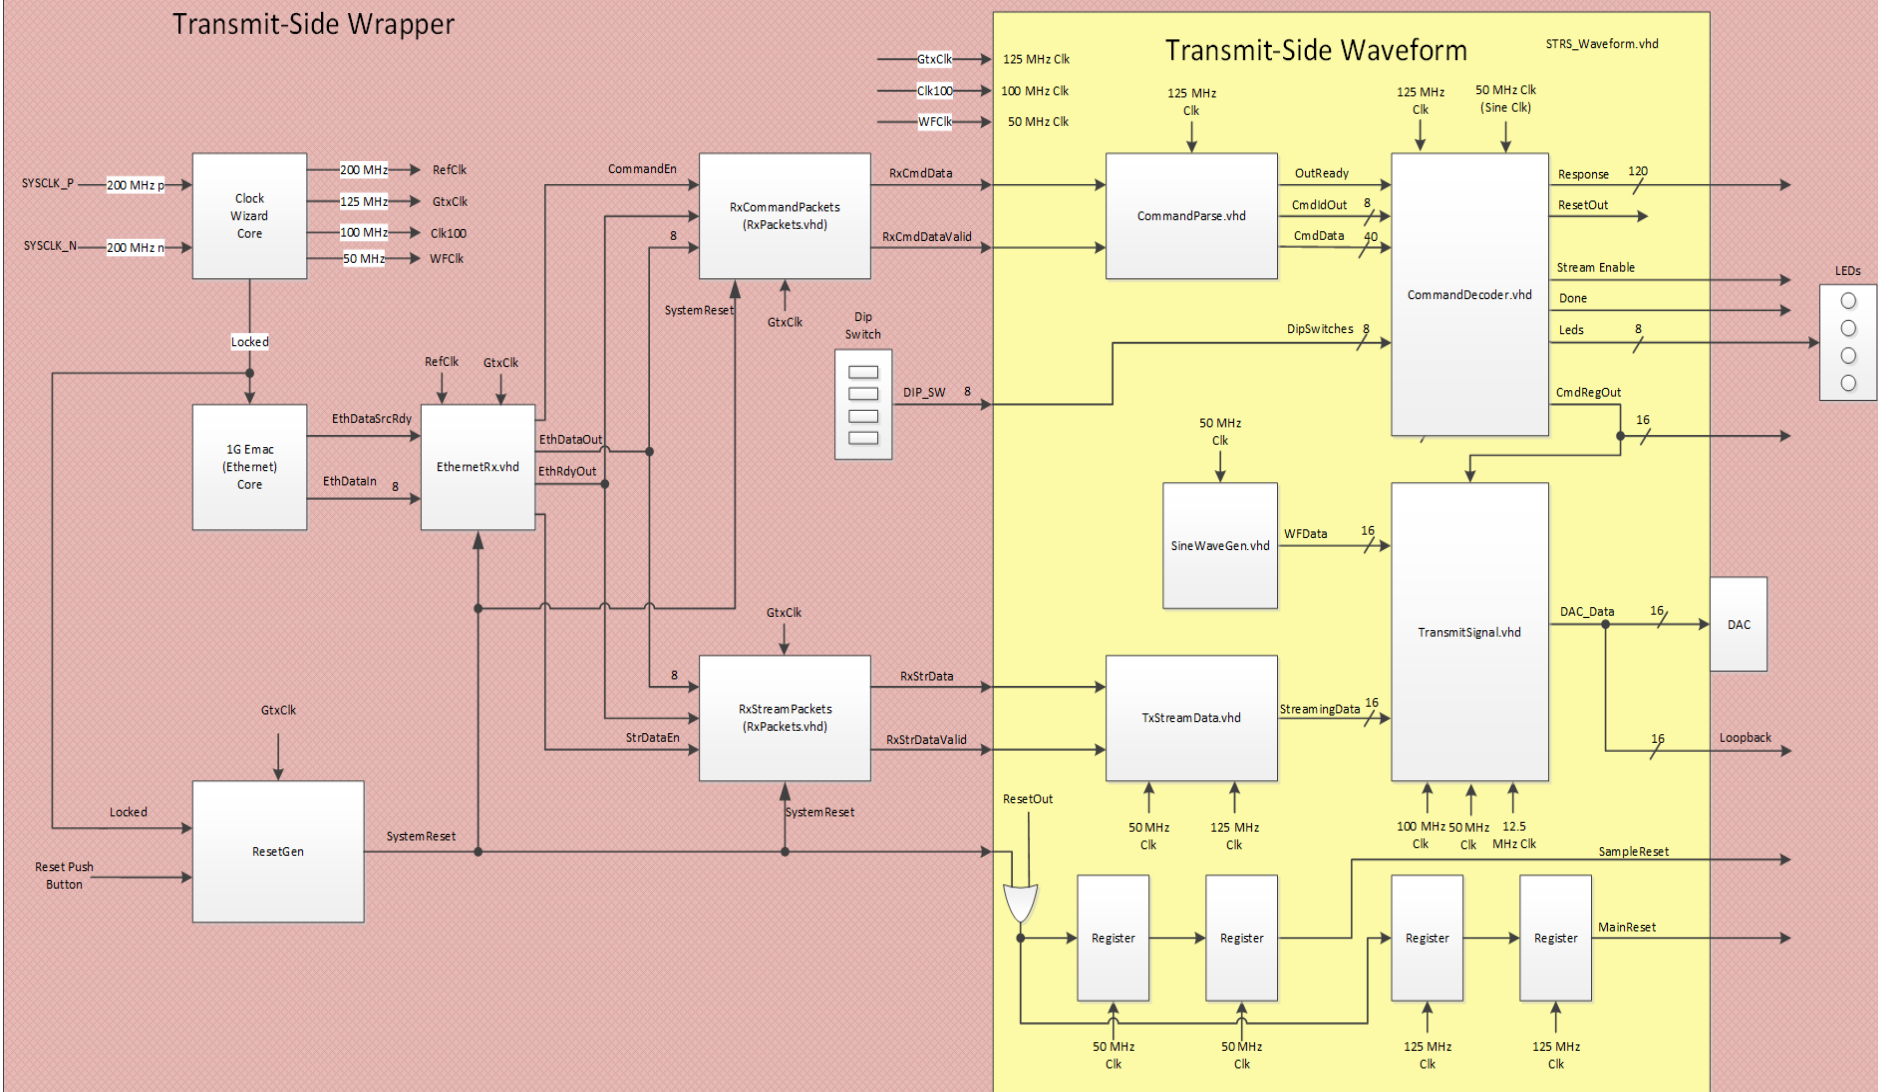 Transmit-Side Wrapper
Transmit-Side Waveform
STRS_Waveform.vhd
GtxClk
125 MHz Clk
Clk100
100 MHz Clk
WFClk
50 MHz Clk
SYSCLK_P
200 MHz p
SYSCLK_N
200 MHz n
Clock
Wizard
Core
200 MHz
RefClk
125 MHz
GtxClk
100 MHz
Clk100
50 MHz
WFClk
Locked
1G Emac
(Ethernet)
Core
EthDataSrcRdy
EthDataIn
8
RefClk
GtxClk
EthernetRx.vhd
EthDataOut
EthRdyOut
CommandEn
8
RxCommandPackets
(RxPackets.vhd)
SystemReset
GtxClk
RxCmdData
RxCmdDataValid
Dip
Switch
DIP_SW
8
GtxClk
8
StrDataEn
RxStreamPackets
(RxPackets.vhd)
SystemReset
RxStrData
RxStrDataValid
GtxClk
Locked
Reset Push
Button
ResetGen
SystemReset
125 MHz
Clk
CommandParse.vhd
OutReady
CmdIdOut
8
CmdData
40
DipSwitches
8
125 MHz
Clk
50 MHz Clk
(Sine Clk)
CommandDecoder.vhd
Response
120
ResetOut
Stream Enable
Done
Leds
8
CmdRegOut
16
LEDs
50 MHz
Clk
SineWaveGen.vhd
WFData
16
TransmitSignal.vhd
DAC_Data
16
DAC
16
Loopback
TxStreamData.vhd
StreamingData
16
50 MHz
Clk
125 MHz
Clk
100 MHz
Clk
50 MHz
Clk
12.5
MHz Clk
ResetOut
SampleReset
Register
Register
Register
Register
MainReset
50 MHz
Clk
50 MHz
Clk
125 MHz
Clk
125 MHz
Clk